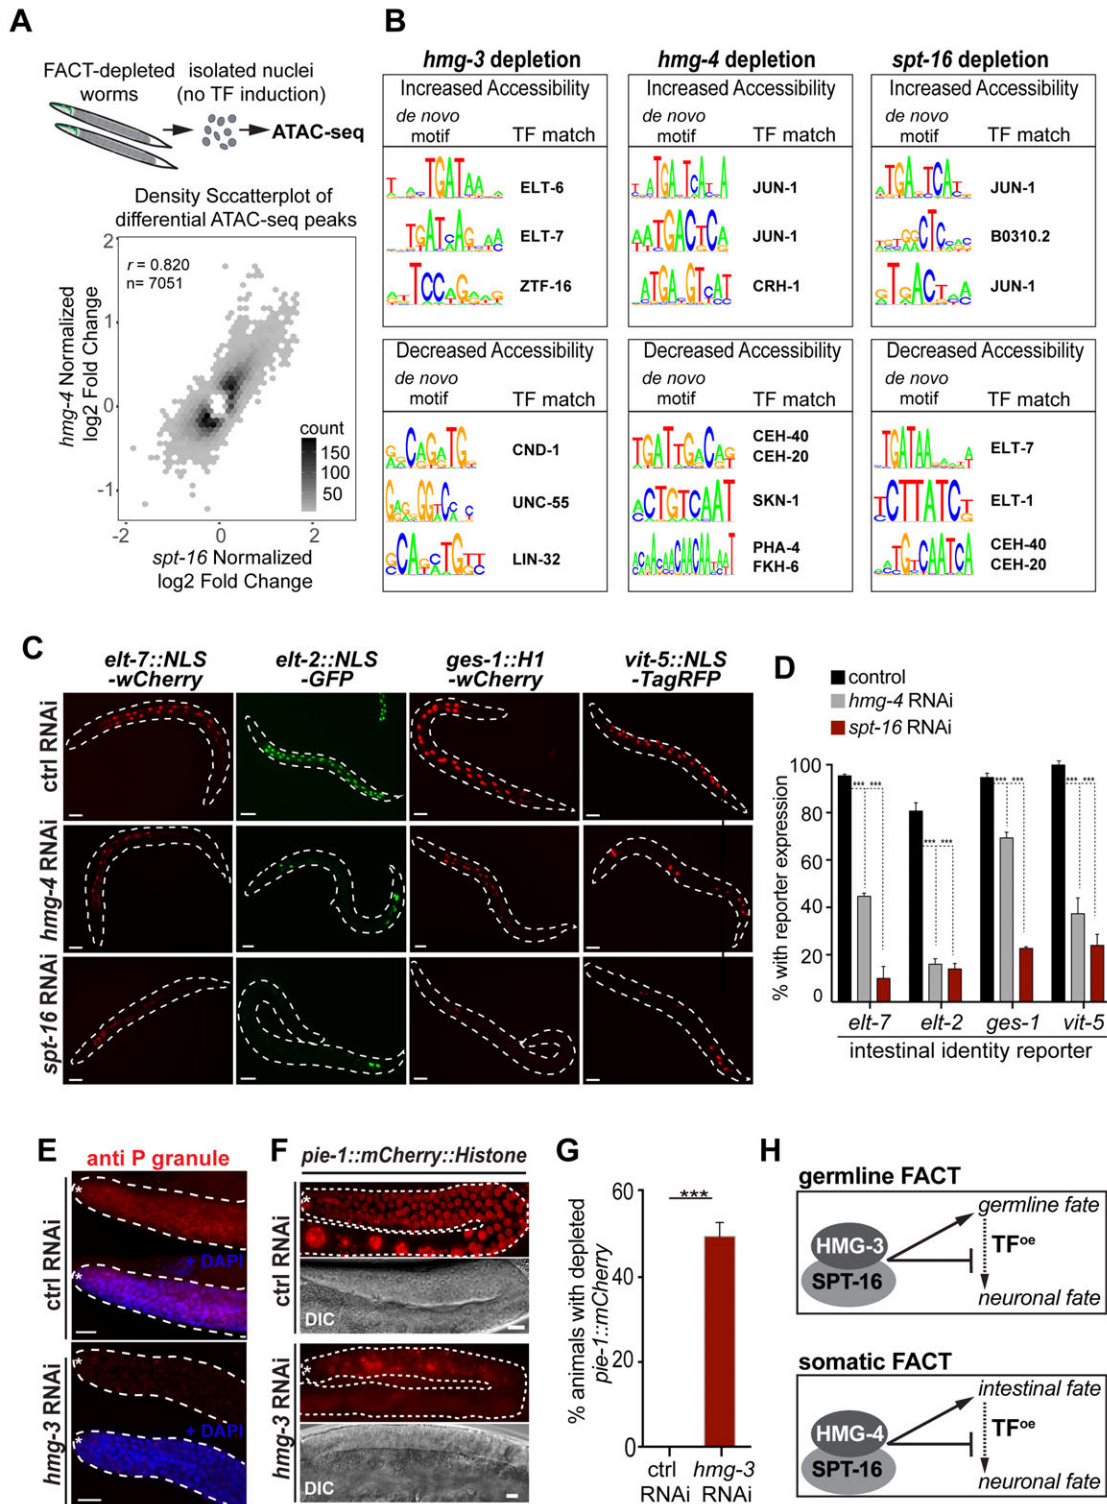 A
FACT-depleted worms
isolated nuclei (no TF induction)
ATAC-seq
Density Sccatterplot of
differential ATAC-seq peaks
r = 0.820
n= 7051
hmg-4 Normalized
log2 Fold Change
2
1
0
-1
count
150
100
50
-2
0
2
spt-16 Normalized
log2 Fold Change
B
hmg-3 depletion
Increased Accessibility
de novo motif
TF match
ELT-6
ELT-7
ZTF-16
Decreased Accessibility
de novo motif
TF match
CND-1
UNC-55
LIN-32
hmg-4 depletion
Increased Accessibility
de novo motif
TF match
JUN-1
JUN-1
CRH-1
Decreased Accessibility
de novo motif
TF match
CEH-40
CEH-20
SKN-1
PHA-4
FKH-6
spt-16 depletion
Increased Accessibility
de novo motif
TF match
JUN-1
B0310.2
JUN-1
Decreased Accessibility
de novo motif
TF match
ELT-7
ELT-1
CEH-40
CEH-20
C
elt-7::NLS
-wCherry
elt-2::NLS
-GFP
ges-1::H1
-wCherry
vit-5::NLS
-TagRFP
ctrl RNAi
hmg-4 RNAi
spt-16 RNAi
D
control
hmg-4 RNAi
spt-16 RNAi
% with reporter expression
100
80
60
40
20
0
*** ***
*** ***
*** ***
*** ***
elt-7 elt-2 ges-1 vit-5
intestinal identity reporter
E
anti P granule
ctrl RNAi
*
+ DAPI
*
hmg-3 RNAi
*
+ DAPI
*
F
pie-1::mCherry::Histone
ctrl RNAi
*
DIC
hmg-3 RNAi
*
DIC
G
% animals with depleted
pie-1::mCherry
60
40
20
0
***
ctrl RNAi
hmg-3 RNAi
H
germline FACT
HMG-3
SPT-16
germline fate
TFoe
neuronal fate
somatic FACT
HMG-4
SPT-16
intestinal fate
TFoe
neuronal fate